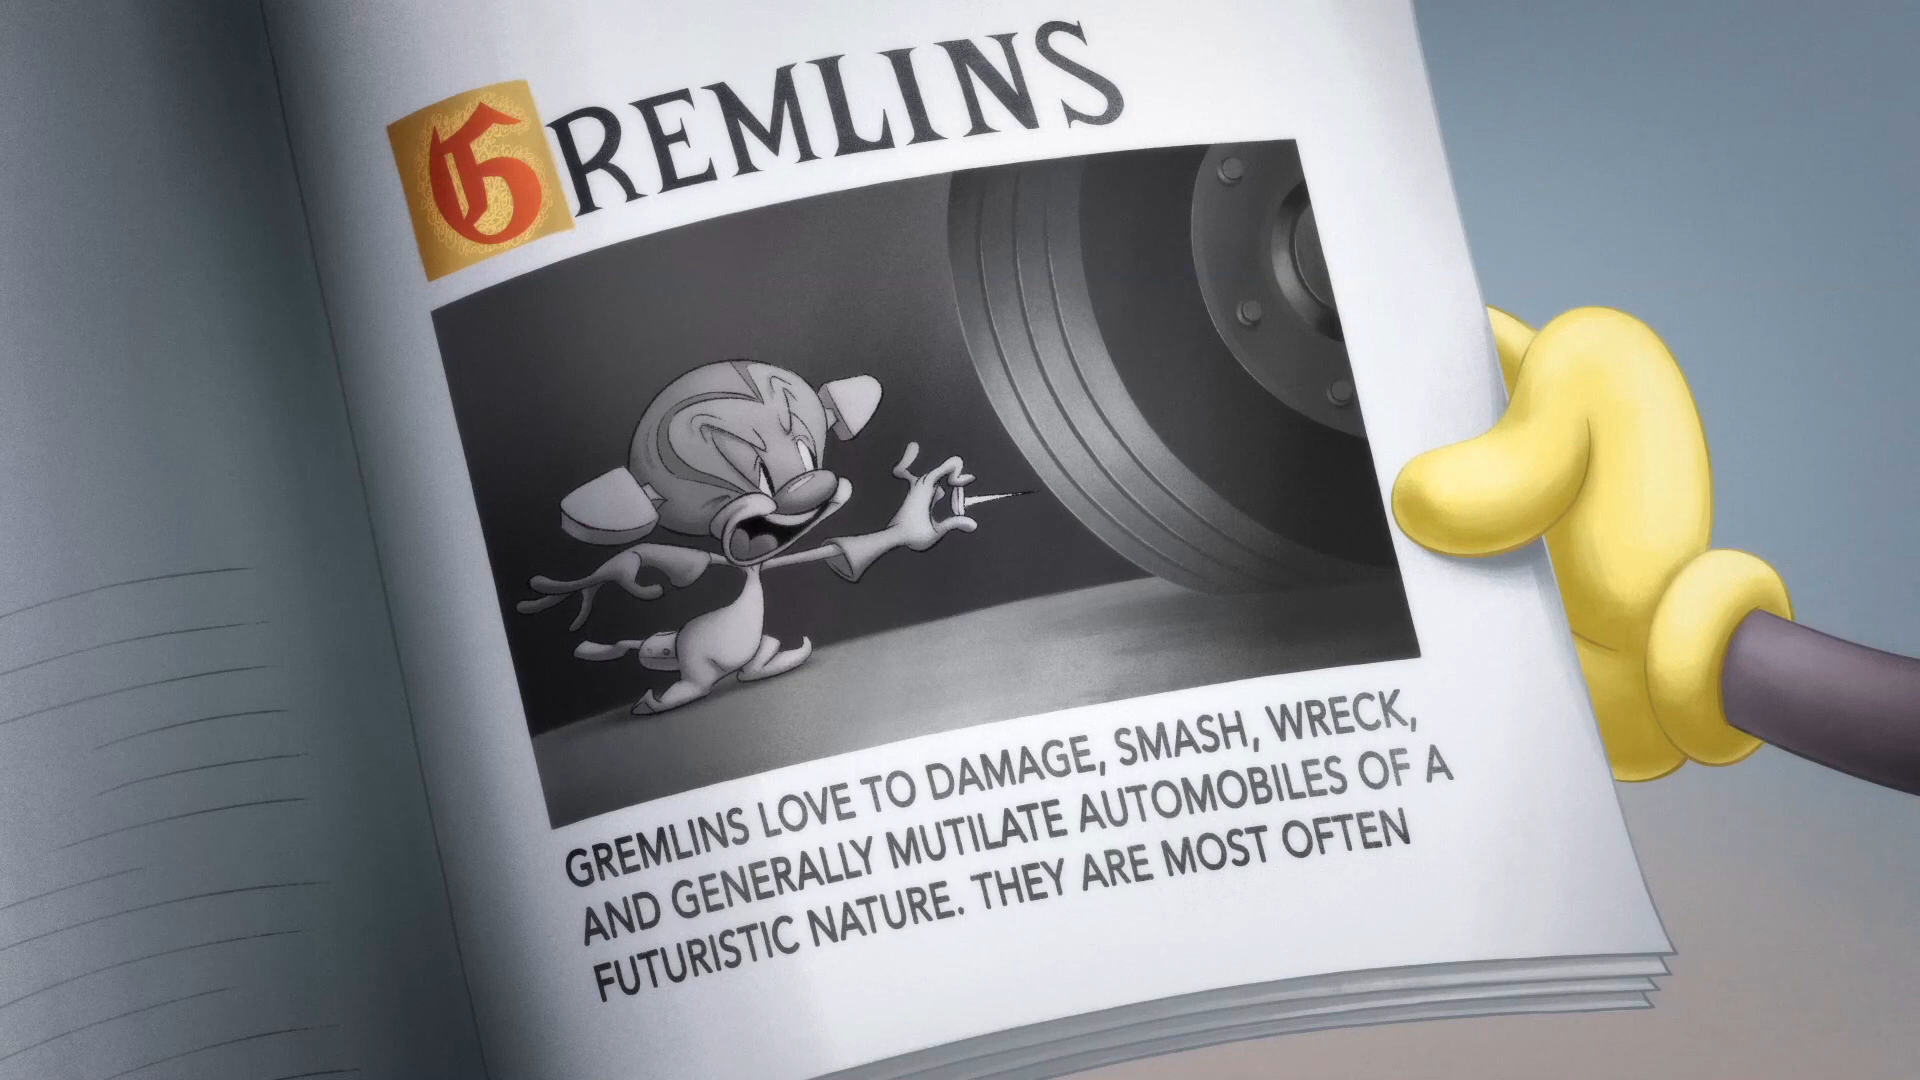 GREMLINS
GREMLINS LOVE TO DAMAGE, SMASH, WRECK,
AND GENERALLY MUTILATE AUTOMOBILES OF A
FUTURISTIC NATURE. THEY ARE MOST OFTEN